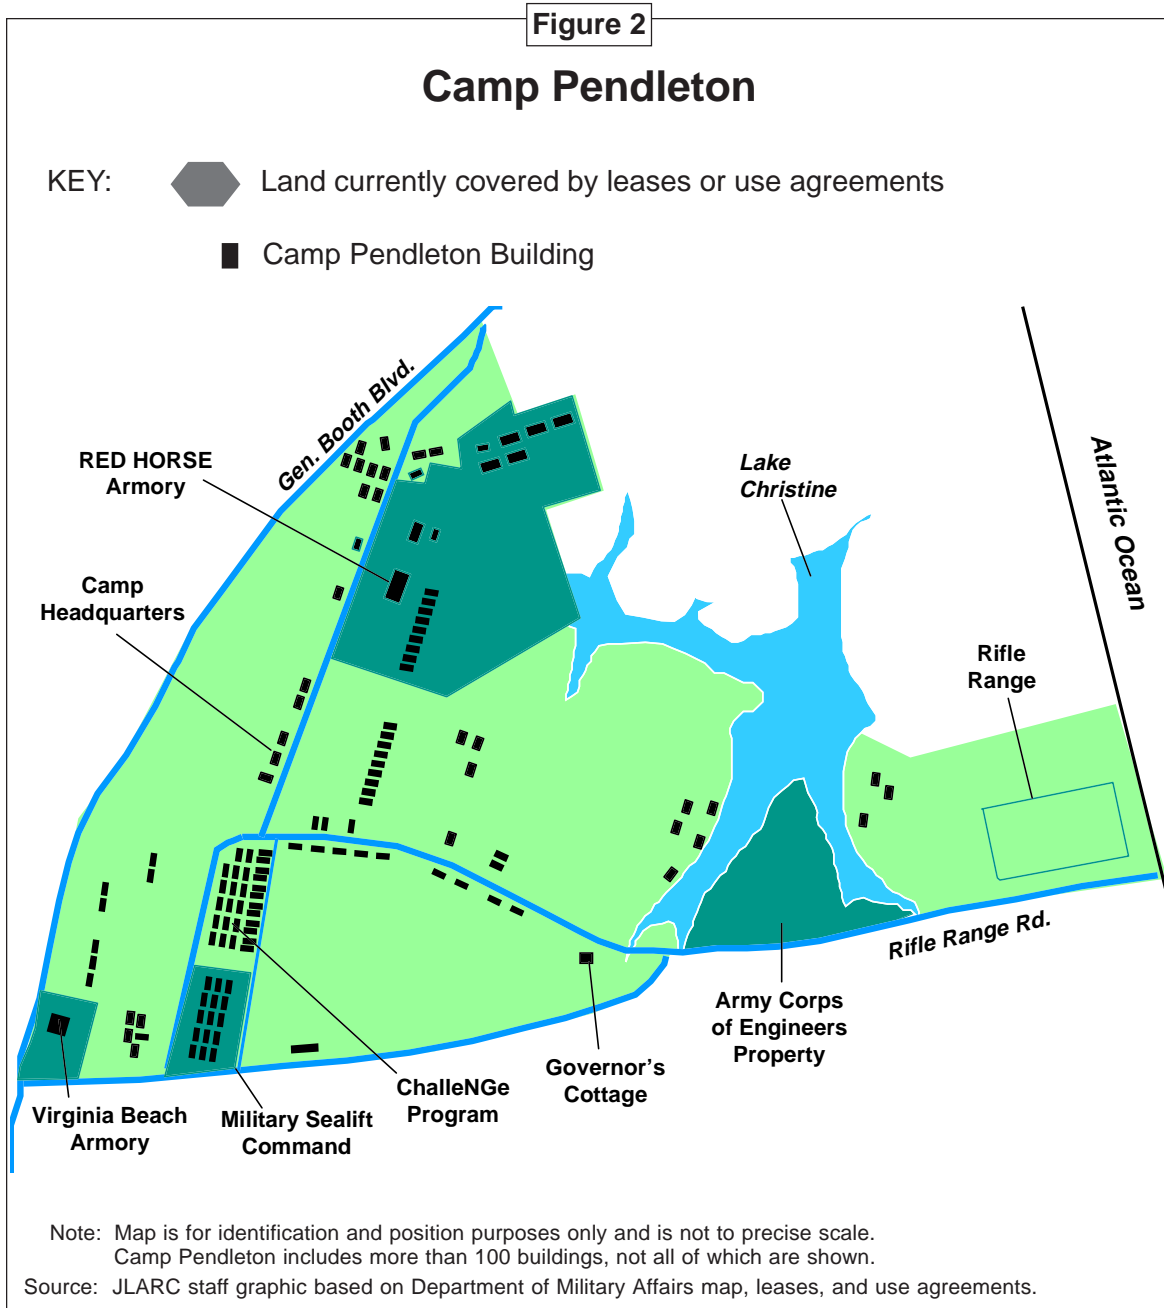 Figure 2
Camp Pendleton
KEY:
Land currently covered by leases or use agreements
Camp Pendleton Building
Gen. Booth Blvd.
RED HORSE
Armory
Lake
Christine
Atlantic Ocean
Camp
Headquarters
Rifle
Range
Rifle Range Rd.
Army Corps
of Engineers
Property
Governor's
Cottage
ChalleNGe
Program
Military Sealift
Command
Virginia Beach
Armory
Note: Map is for identification and position purposes only and is not to precise scale.
Camp Pendleton includes more than 100 buildings, not all of which are shown.
Source: JLARC staff graphic based on Department of Military Affairs map, leases, and use agreements.